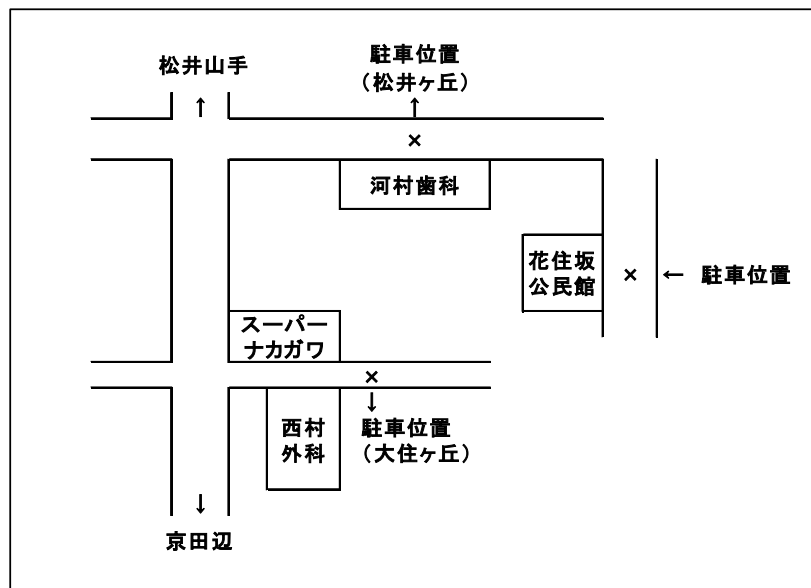 松井山手
↑
駐車位置
(松井ヶ丘)
↑
×
河村歯科
花住坂
公民館
×
← 駐車位置
スーパー
ナカガワ
×
↓
西村
外科
駐車位置
(大住ヶ丘)
↓
京田辺